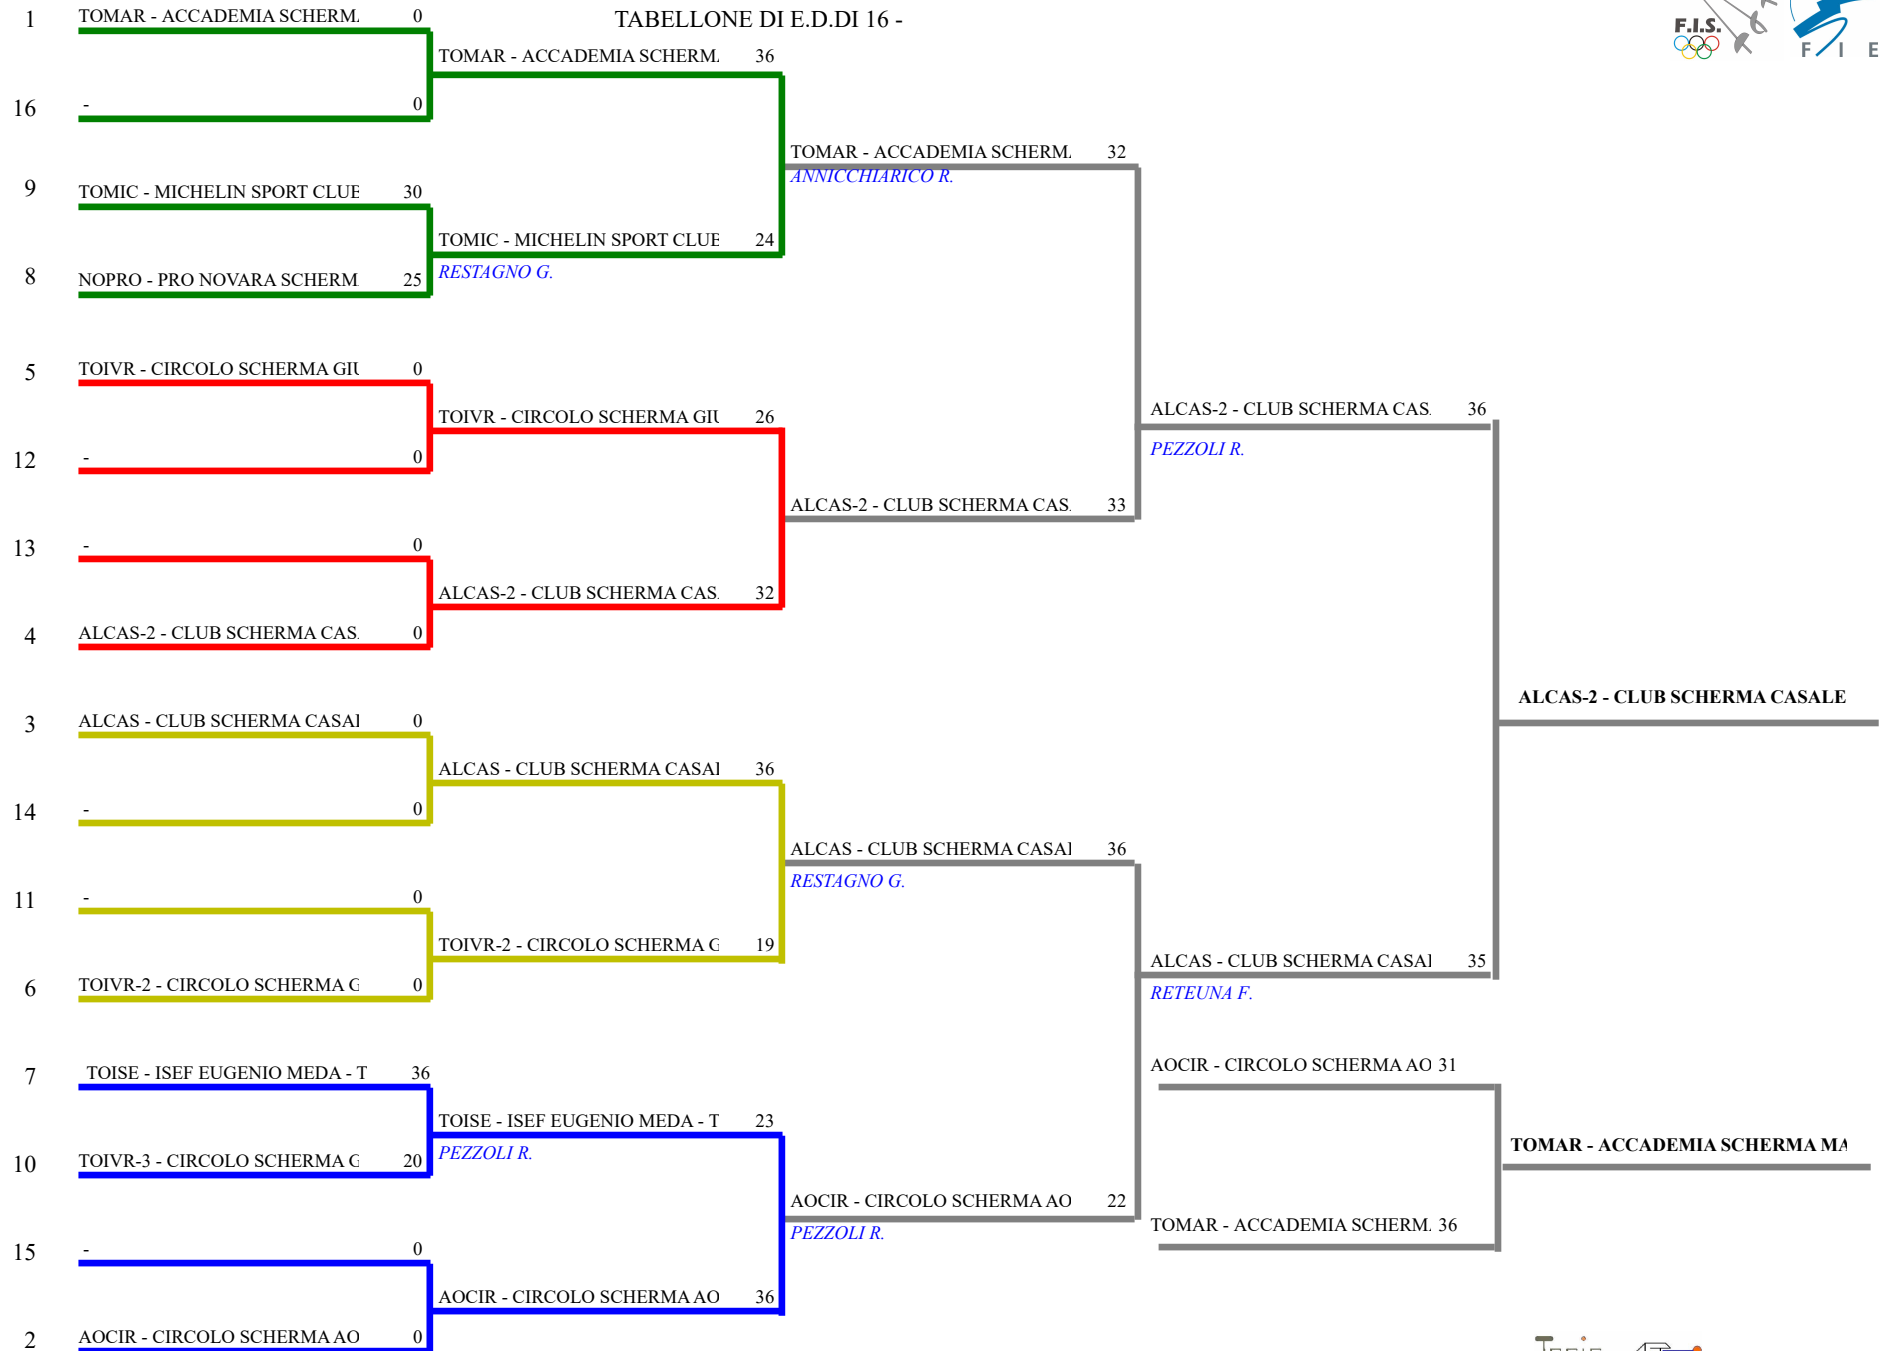 TABELLONE DI E.D.DI 16 -
F.I.S.
F I E
1 TOMAR - ACCADEMIA SCHERM. 0
TOMAR - ACCADEMIA SCHERM. 36
16 - 0
TOMAR - ACCADEMIA SCHERM. 32
ANNICCHIARICO R.
9 TOMIC - MICHELIN SPORT CLUB 30
TOMIC - MICHELIN SPORT CLUB 24
RESTAGNO G.
8 NOPRO - PRO NOVARA SCHERM 25
5 TOIVR - CIRCOLO SCHERMA GIU 0
TOIVR - CIRCOLO SCHERMA GIU 26
ALCAS-2 - CLUB SCHERMA CAS. 36
PEZZOLI R.
12 - 0
ALCAS-2 - CLUB SCHERMA CAS. 33
13 - 0
ALCAS-2 - CLUB SCHERMA CAS. 32
4 ALCAS-2 - CLUB SCHERMA CAS. 0
ALCAS-2 - CLUB SCHERMA CASALE
3 ALCAS - CLUB SCHERMA CASAI 0
ALCAS - CLUB SCHERMA CASAI 36
14 - 0
ALCAS - CLUB SCHERMA CASAI 36
RESTAGNO G.
11 - 0
TOIVR-2 - CIRCOLO SCHERMA G 19
ALCAS - CLUB SCHERMA CASAI 35
RETEUNA F.
6 TOIVR-2 - CIRCOLO SCHERMA G 0
7 TOISE - ISEF EUGENIO MEDA - T 36
AOCIR - CIRCOLO SCHERMA AO 31
TOISE - ISEF EUGENIO MEDA - T 23
PEZZOLI R.
TOMAR - ACCADEMIA SCHERMA MA
10 TOIVR-3 - CIRCOLO SCHERMA G 20
AOCIR - CIRCOLO SCHERMA AO 22
PEZZOLI R.
TOMAR - ACCADEMIA SCHERM. 36
15 - 0
AOCIR - CIRCOLO SCHERMA AO 36
2 AOCIR - CIRCOLO SCHERMA AO 0